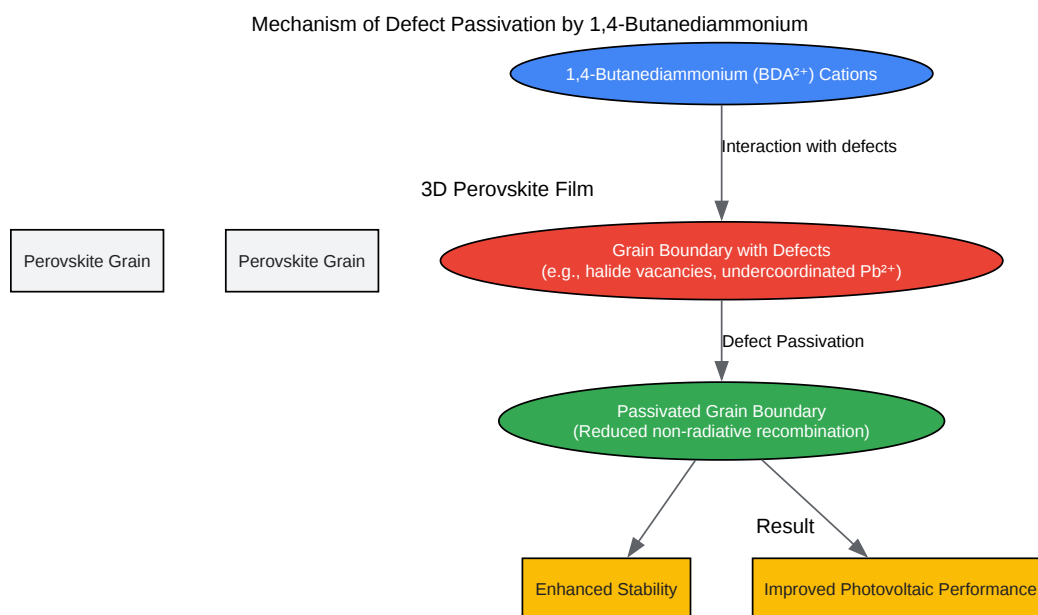 Mechanism of Defect Passivation by 1,4-Butanediammonium
1,4-Butanediammonium (BDA²⁺) Cations
Interaction with defects
3D Perovskite Film
Perovskite Grain
Perovskite Grain
Grain Boundary with Defects
(e.g., halide vacancies, undercoordinated Pb²⁺)
Defect Passivation
Passivated Grain Boundary
(Reduced non-radiative recombination)
Result
Enhanced Stability
Improved Photovoltaic Performance